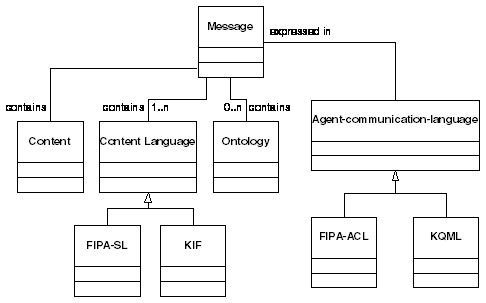 Message
expressed in
contains
contains 1..n
0..n contains
Content
Content Language
Ontology
Agent-communication-language
FIPA-SL
KIF
FIPA-ACL
KQML